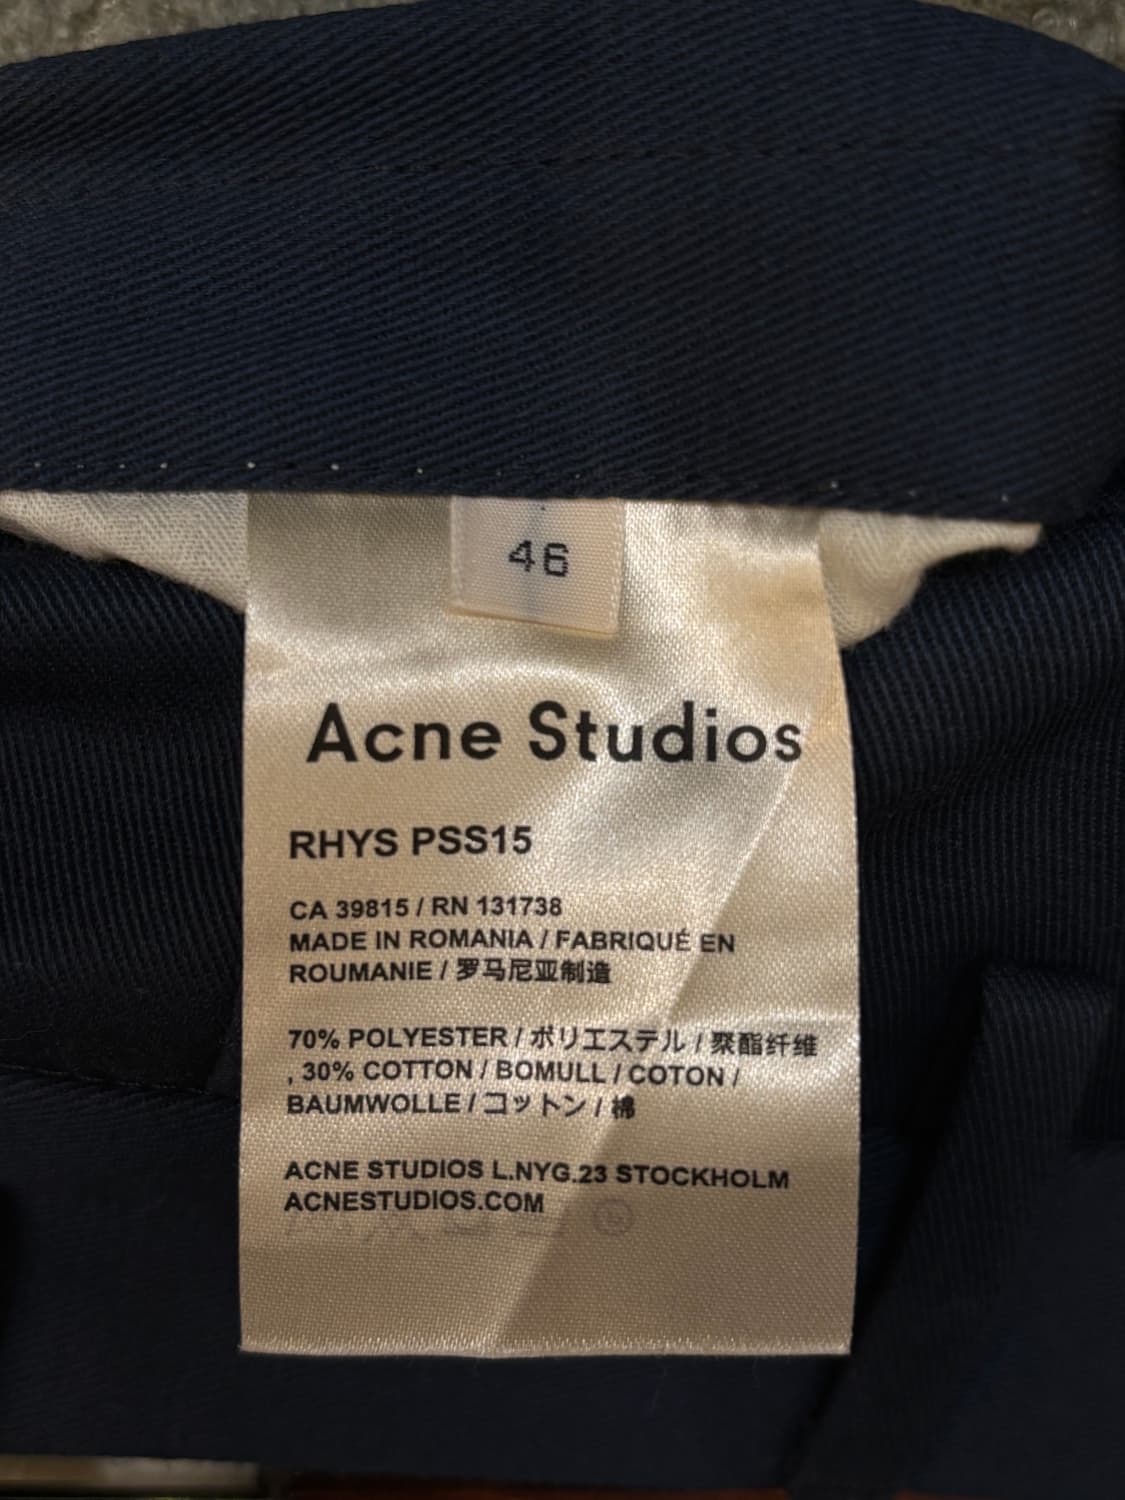 46
Acne Studios
RHYS PSS15
CA 39815 / RN 131738
MADE IN ROMANIA / FABRIQUÉ EN
ROUMANIE / 罗马尼亚制造
70% POLYESTER / ポリエステル / 聚酯纤维
, 30% COTTON / BOMULL / COTON /
BAUMWOLLE / コットン / 棉
ACNE STUDIOS L.NYG.23 STOCKHOLM
ACNESTUDIOS.COM